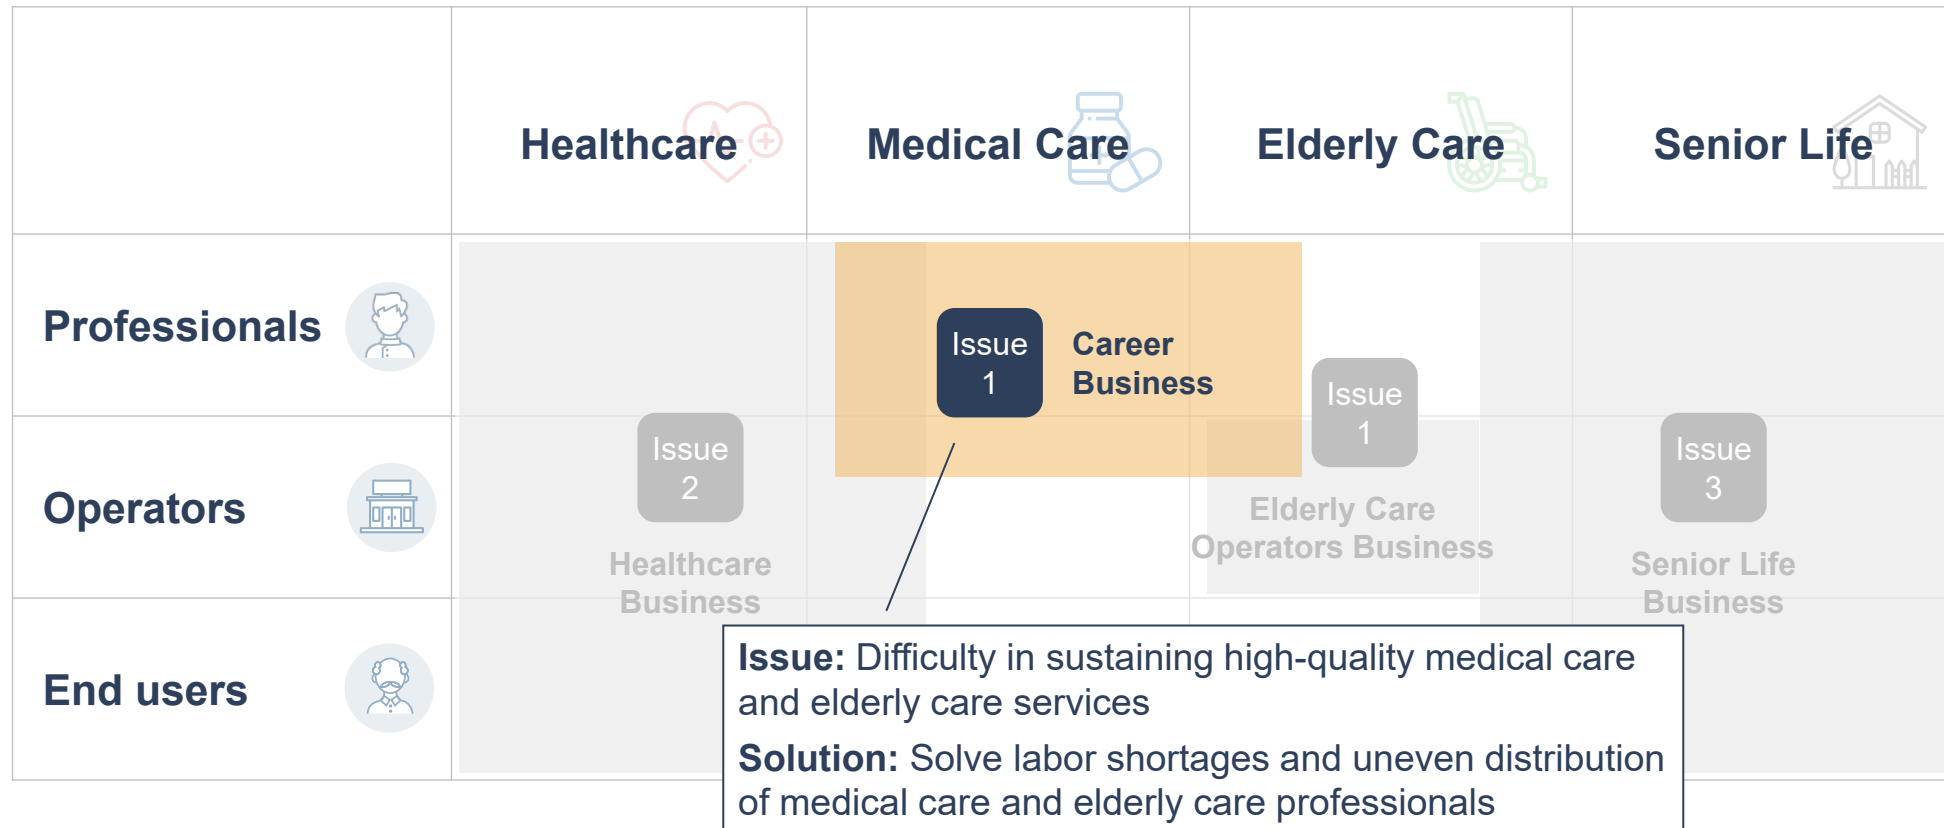 Healthcare
Medical Care
Elderly Care
Senior Life
Professionals
Issue
1
Career
Business
Issue
1
Operators
Issue
2
Healthcare
Business
Elderly Care
Operators Business
Issue
3
Senior Life
Business
End users
Issue: Difficulty in sustaining high-quality medical care
and elderly care services
Solution: Solve labor shortages and uneven distribution
of medical care and elderly care professionals